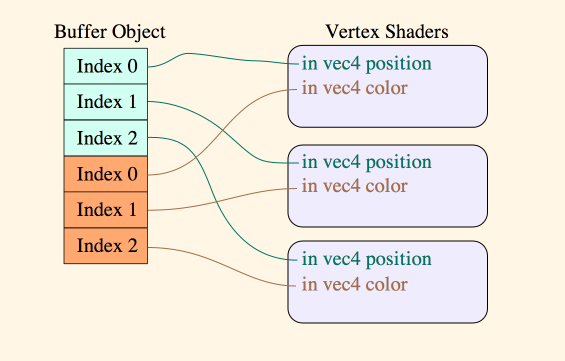 Buffer Object
Index 0
Index 1
Index 2
Index 0
Index 1
Index 2
Vertex Shaders
in vec4 position
in vec4 color
in vec4 position
in vec4 color
in vec4 position
in vec4 color